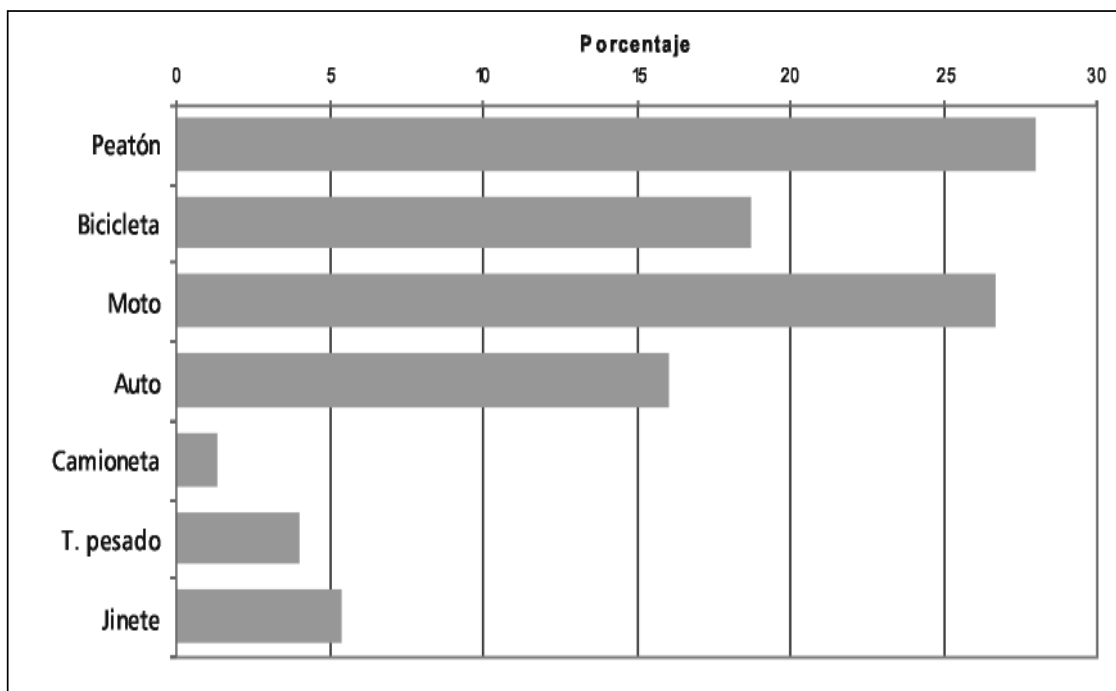 Porcentaje
0 5 10 15 20 25 30
Peatón
Bicicleta
Moto
Auto
Camioneta
T. pesado
Jinete